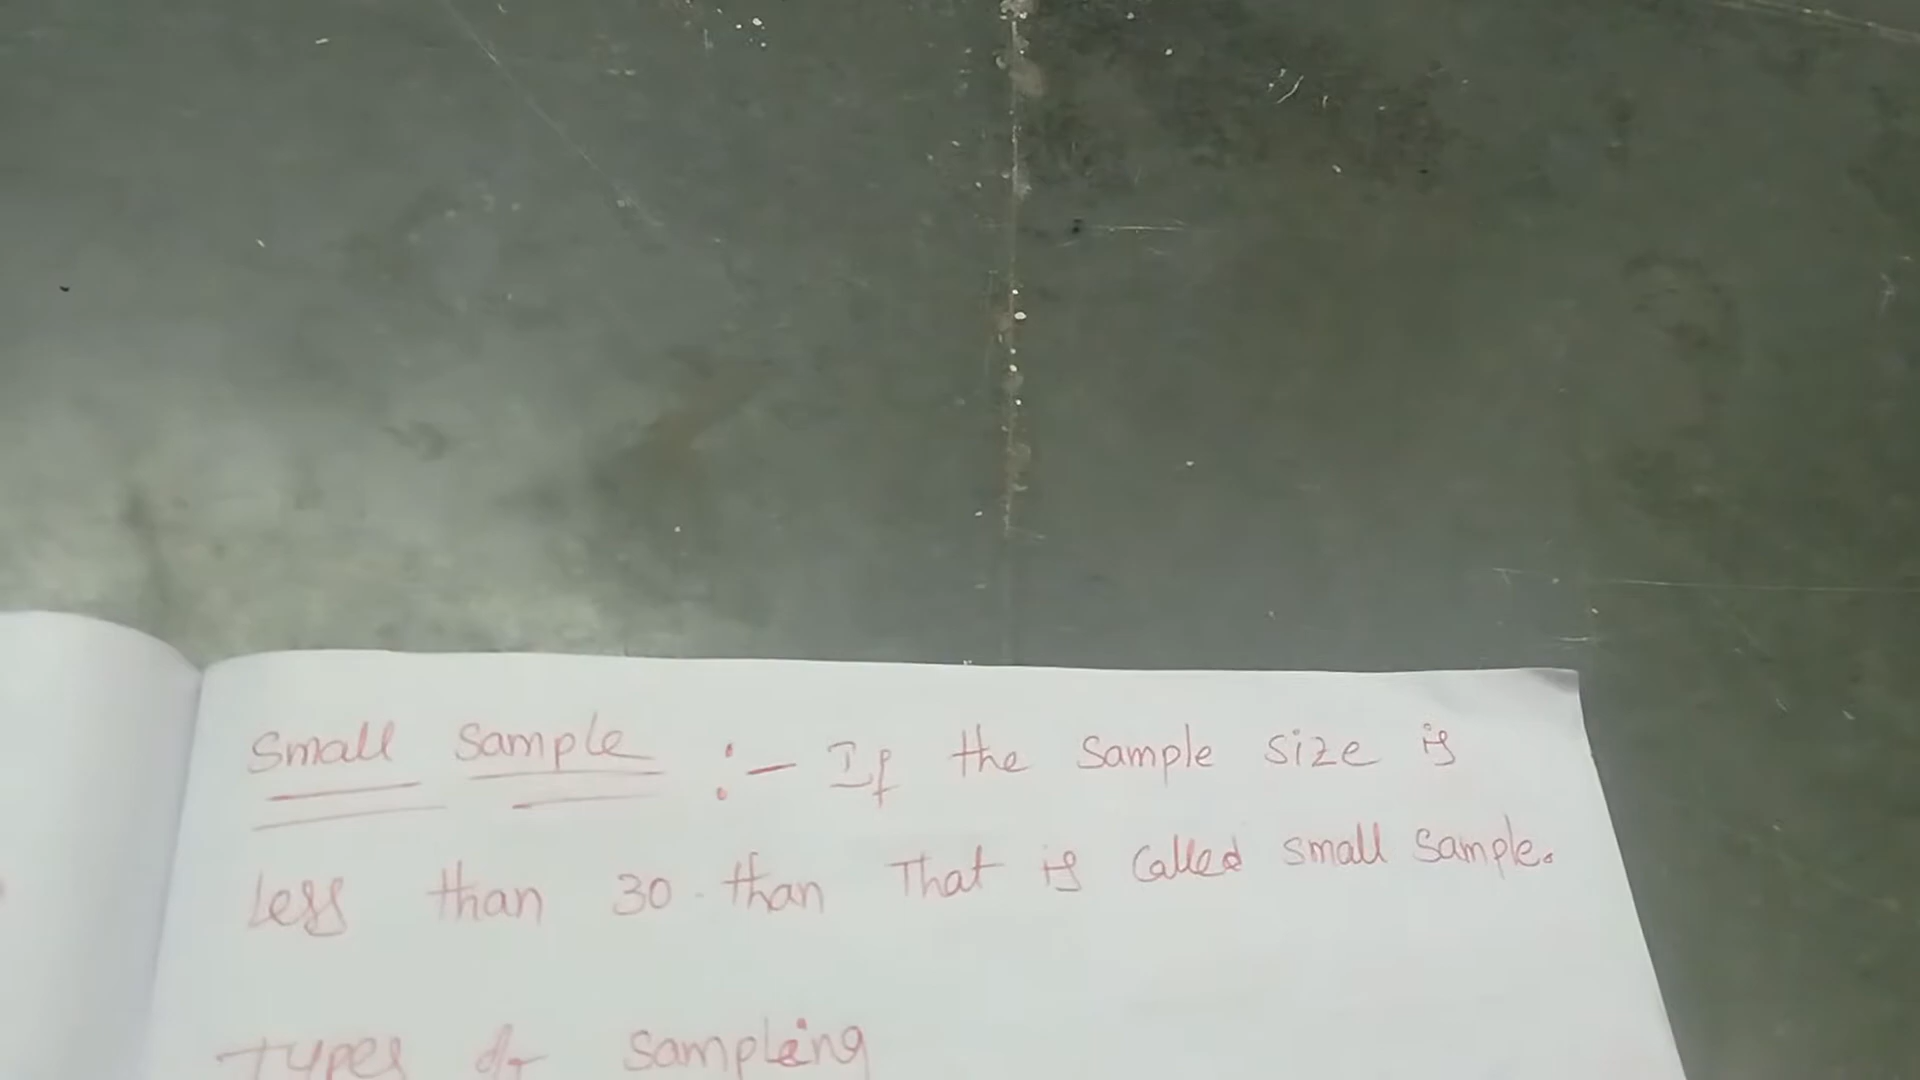 Small Sample :- If the Sample size is
Less than 30 - than That is Called small Sample.
Types of Sampling